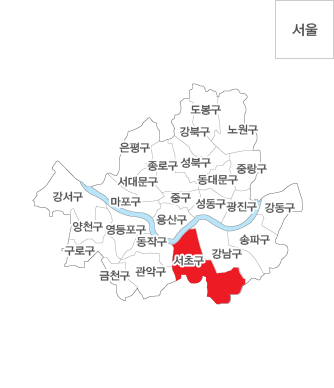 서울
도봉구
강북구
노원구
은평구
종로구
성북구
중랑구
서대문구
동대문구
강서구
마포구
중구
성동구
광진구
강동구
용산구
양천구
영등포구
동작구
송파구
구로구
서초구
강남구
금천구
관악구